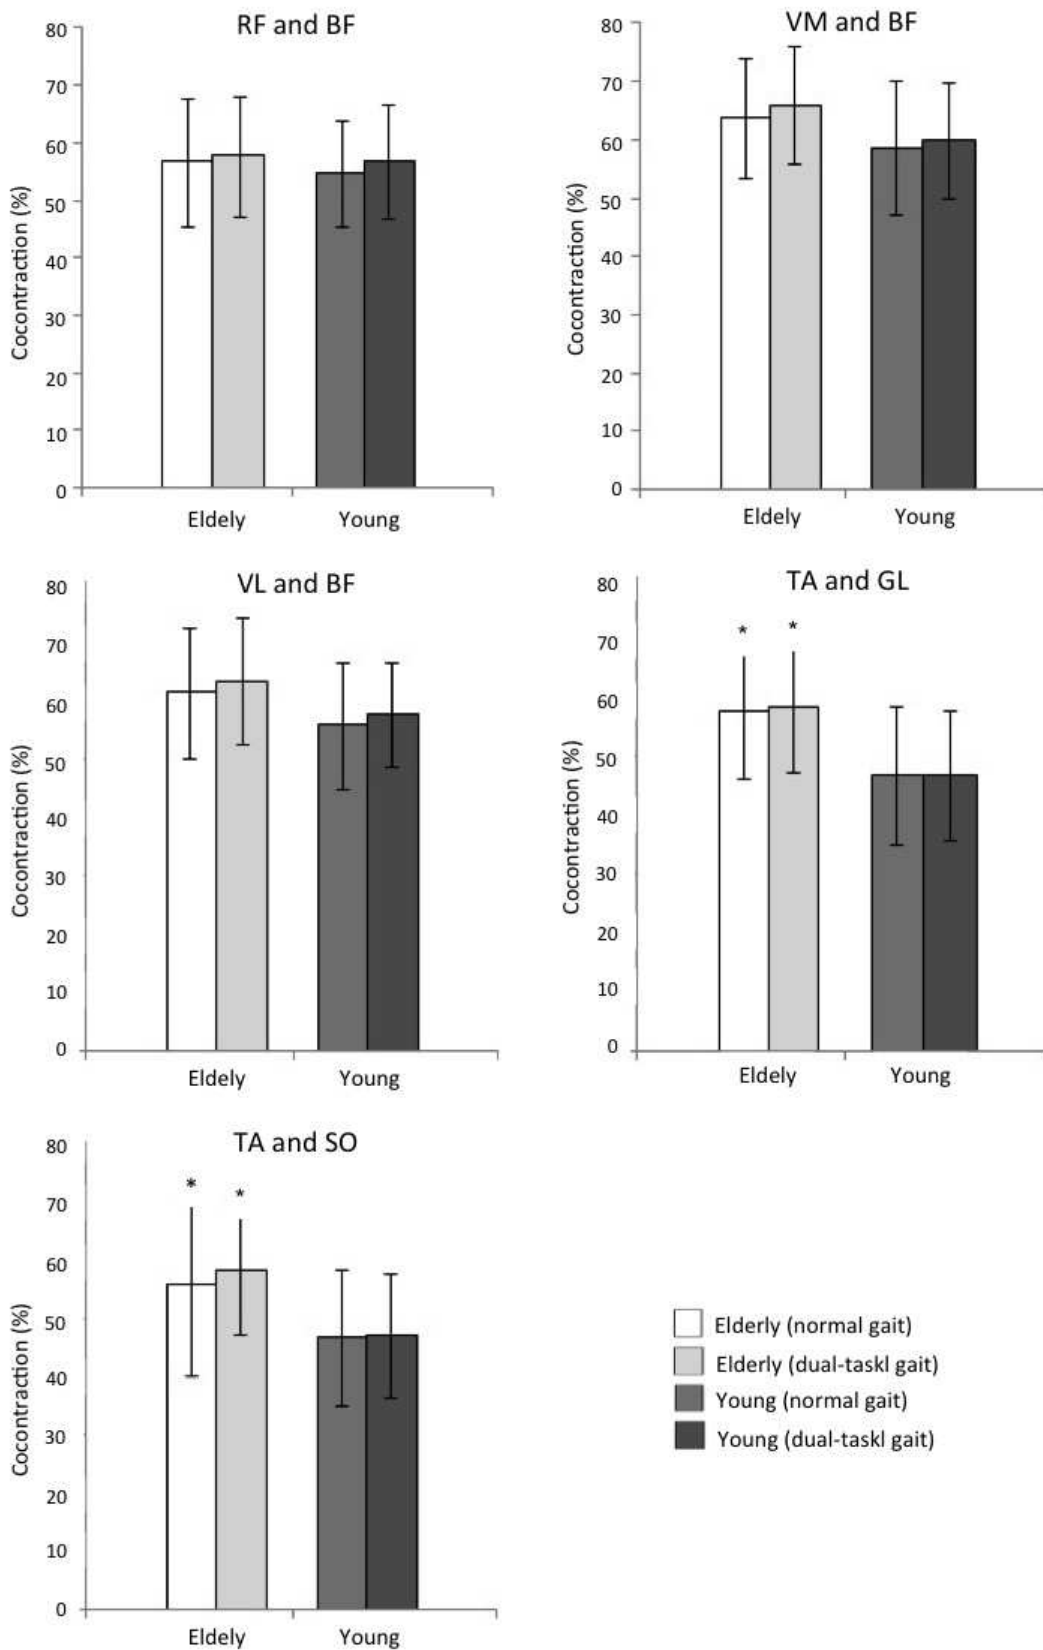 RF and BF
80
70
60
50
40
30
20
10
0
Cocontraction (%)
Eldely
Young
VM and BF
80
70
60
50
40
30
20
10
0
Cocontraction (%)
Eldely
Young
VL and BF
80
70
60
50
40
30
20
10
0
Cocontraction (%)
Eldely
Young
TA and GL
80
70
60
50
40
30
20
10
0
Cocontraction (%)
* *
Eldely
Young
TA and SO
80
70
60
50
40
30
20
10
0
Cocontraction (%)
* *
Eldely
Young
Elderly (normal gait)
Elderly (dual-taskl gait)
Young (normal gait)
Young (dual-taskl gait)